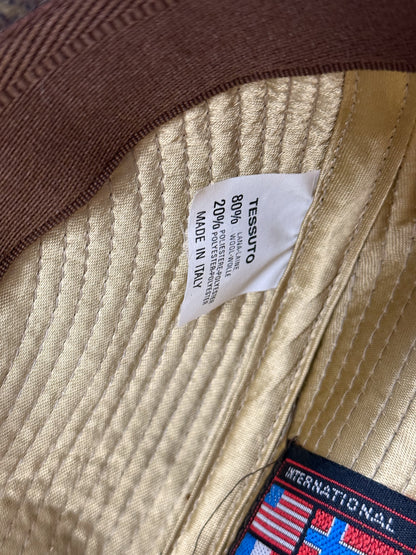 TESSUTO
80% LANA-LAINE
WOOL-WOLLE
20% POLIESTERE-POLYESTER
POLYESTER-POLYESTER
MADE IN ITALY
INTERNATIONAL